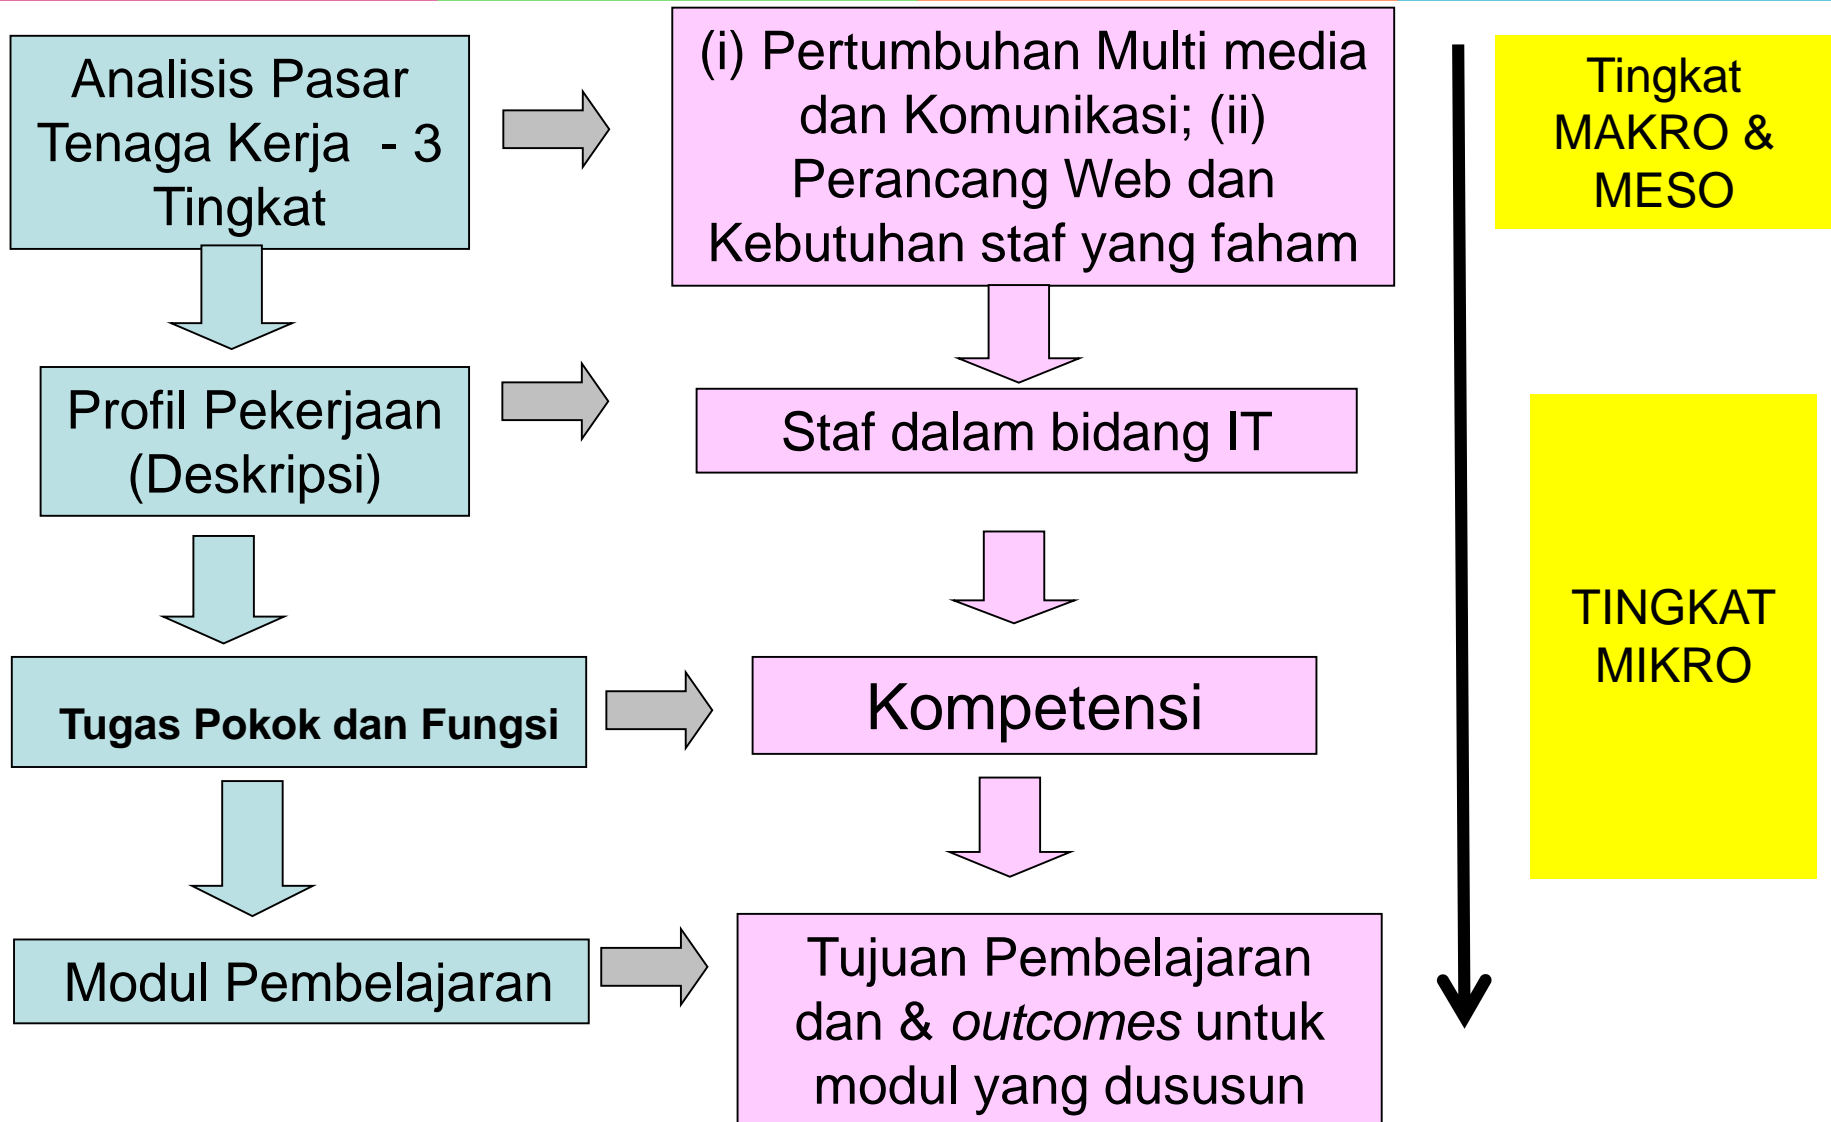 Analisis Pasar
Tenaga Kerja - 3
Tingkat
(i) Pertumbuhan Multi media
dan Komunikasi; (ii)
Perancang Web dan
Kebutuhan staf yang faham
Tingkat
MAKRO &
MESO
Profil Pekerjaan
(Deskripsi)
Staf dalam bidang IT
TINGKAT
MIKRO
Tugas Pokok dan Fungsi
Kompetensi
Modul Pembelajaran
Tujuan Pembelajaran
dan & outcomes untuk
modul yang dususun